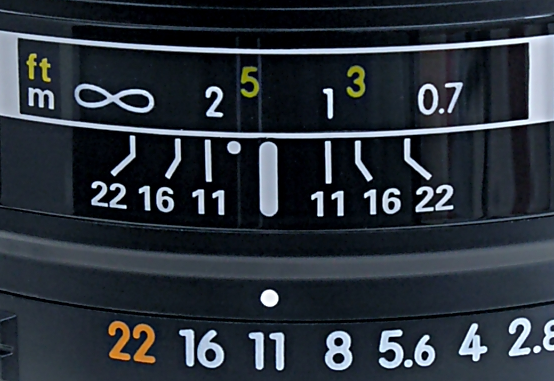 ft 5 3
m ∞ 2 1 0.7
22 16 11 11 16 22
22 16 11 8 5.6 4 2.8